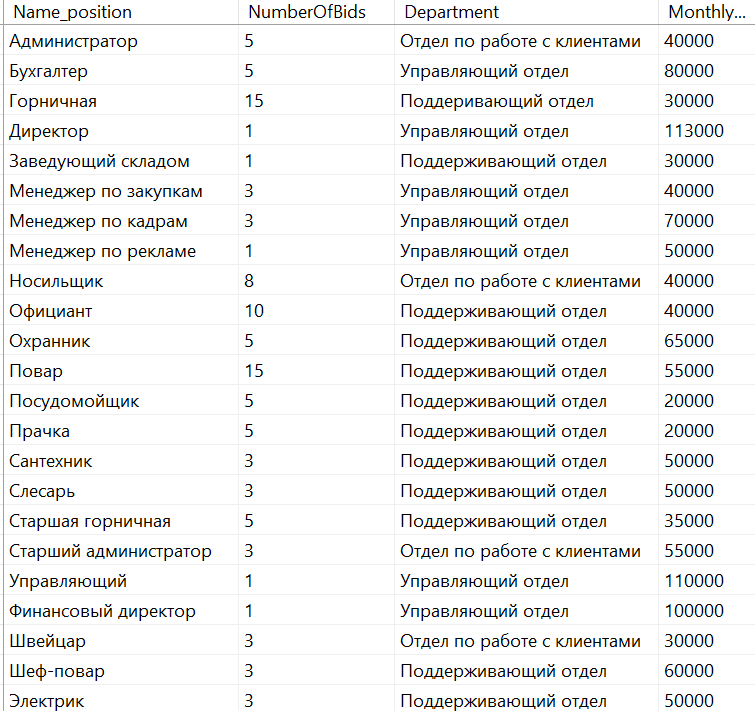 Name_position NumberOfBids Department Monthly...
Администратор 5 Отдел по работе с клиентами 40000
Бухгалтер 5 Управляющий отдел 80000
Горничная 15 Поддеривающий отдел 30000
Директор 1 Управляющий отдел 113000
Заведующий складом 1 Поддерживающий отдел 30000
Менеджер по закупкам 3 Управляющий отдел 40000
Менеджер по кадрам 3 Управляющий отдел 70000
Менеджер по рекламе 1 Управляющий отдел 50000
Носильщик 8 Отдел по работе с клиентами 40000
Официант 10 Поддерживающий отдел 40000
Охранник 5 Поддерживающий отдел 65000
Повар 15 Поддерживающий отдел 55000
Посудомойщик 5 Поддерживающий отдел 20000
Прачка 5 Поддерживающий отдел 20000
Сантехник 3 Поддерживающий отдел 50000
Слесарь 3 Поддерживающий отдел 50000
Старшая горничная 5 Поддерживающий отдел 35000
Старший администратор 3 Отдел по работе с клиентами 55000
Управляющий 1 Управляющий отдел 110000
Финансовый директор 1 Управляющий отдел 100000
Швейцар 3 Отдел по работе с клиентами 30000
Шеф-повар 3 Поддерживающий отдел 60000
Электрик 3 Поддерживающий отдел 50000